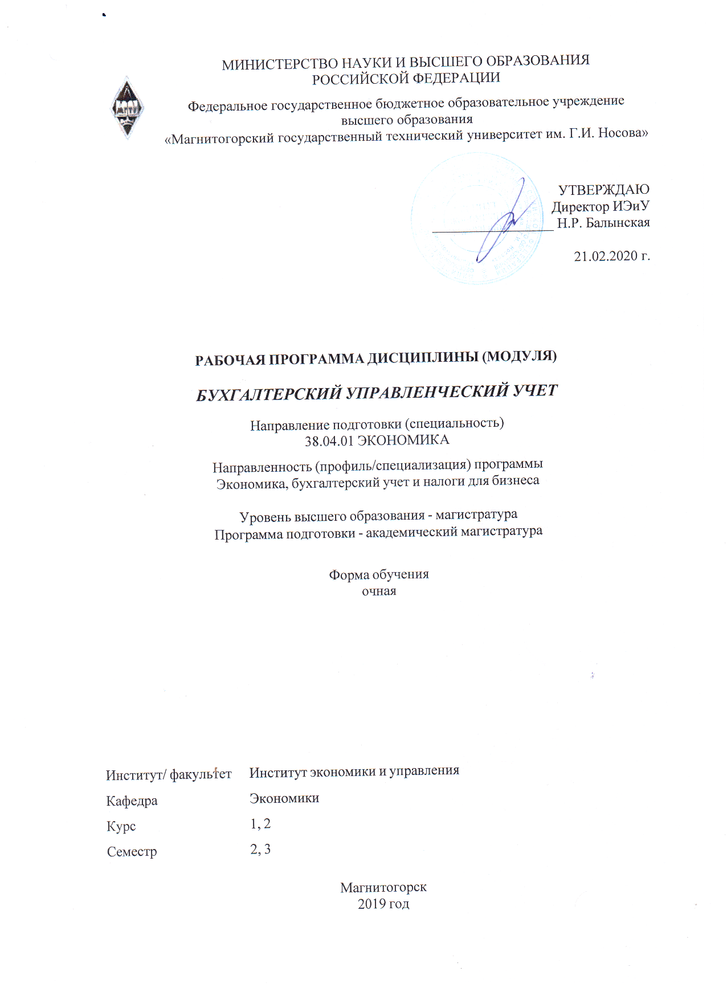 МИНИСТЕРСТВО НАУКИ И ВЫСШЕГО ОБРАЗОВАНИЯ
РОССИЙСКОЙ ФЕДЕРАЦИИ
Федеральное государственное бюджетное образовательное учреждение
высшего образования
«Магнитогорский государственный технический университет им. Г.И. Носова»
УТВЕРЖДАЮ
Директор ИЭиУ
Н.Р. Балынская
21.02.2020 г.
РАБОЧАЯ ПРОГРАММА ДИСЦИПЛИНЫ (МОДУЛЯ)
БУХГАЛТЕРСКИЙ УПРАВЛЕНЧЕСКИЙ УЧЕТ
Направление подготовки (специальность)
38.04.01 ЭКОНОМИКА
Направленность (профиль/специализация) программы
Экономика, бухгалтерский учет и налоги для бизнеса
Уровень высшего образования - магистратура
Программа подготовки - академический магистратура
Форма обучения
очная
Институт/ факультет Институт экономики и управления
Кафедра Экономики
Курс 1, 2
Семестр 2, 3
Магнитогорск
2019 год